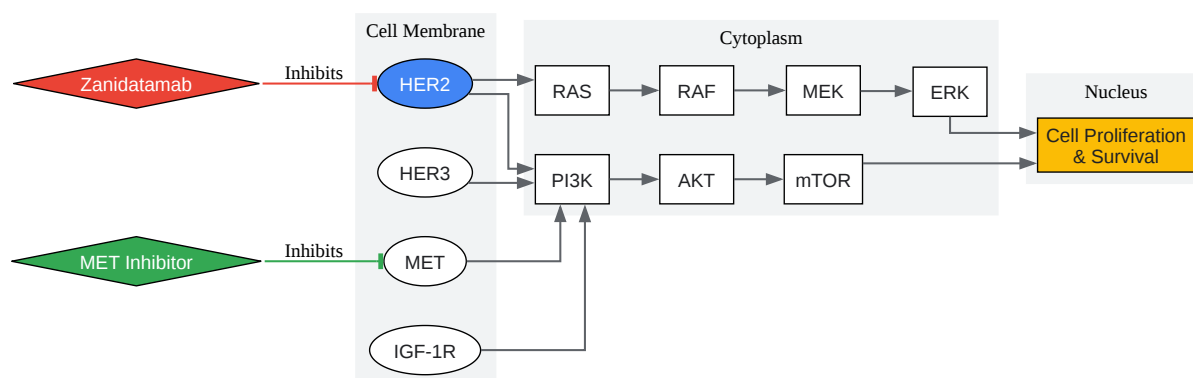 Cell Membrane
Cytoplasm
Nucleus
Zanidatamab
Inhibits
HER2
RAS
RAF
MEK
ERK
Cell Proliferation
& Survival
HER3
PI3K
AKT
mTOR
MET Inhibitor
Inhibits
MET
IGF-1R